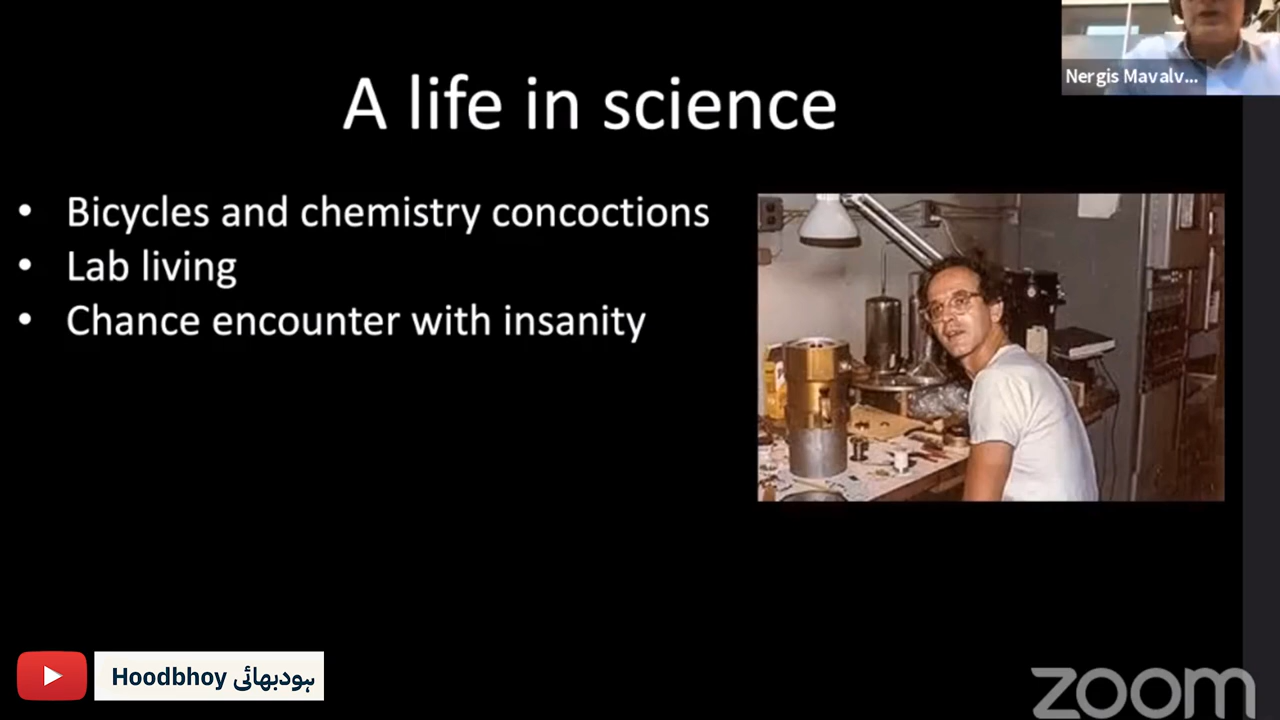 Nergis Mavalv...
A life in science
• Bicycles and chemistry concoctions
• Lab living
• Chance encounter with insanity
Hoodbhoy ہودبھائی
zoom